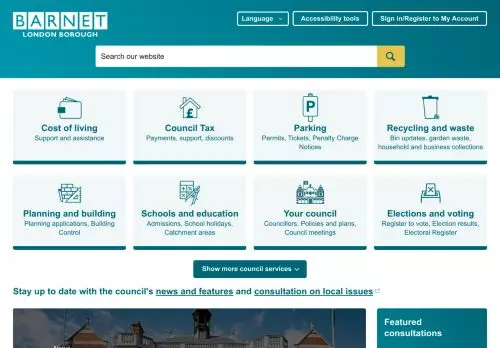 BARNET
LONDON BOROUGH
Language
Accessibility tools
Sign in/Register to My Account
Search our website
Cost of living
Support and assistance
Council Tax
Payments, support, discounts
P
Parking
Permits, Tickets, Penalty Charge
Notices
Recycling and waste
Bin updates, garden waste,
household and business collections
Planning and building
Planning applications, Building
Control
Schools and education
Admissions, School holidays,
Catchment areas
Your council
Councillors, Policies and plans,
Council meetings
Elections and voting
Register to vote, Election results,
Electoral Register
Show more council services
Stay up to date with the council's news and features and consultation on local issues
News
Featured
consultations